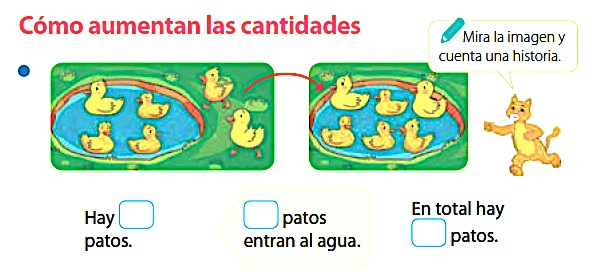 Cómo aumentan las cantidades
Mira la imagen y
cuenta una historia.
Hay
patos.
patos
entran al agua.
En total hay
patos.